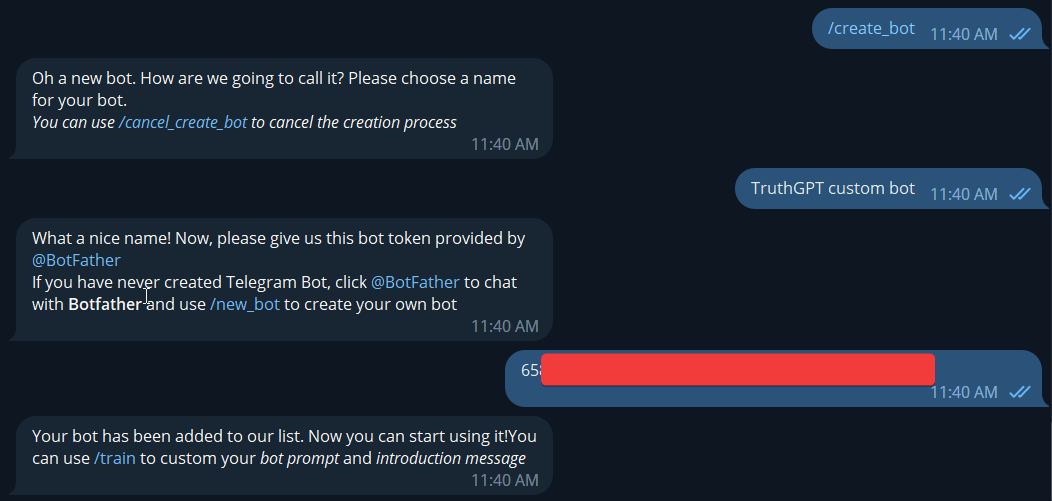 /create_bot 11:40 AM
Oh a new bot. How are we going to call it? Please choose a name
for your bot.
You can use /cancel_create_bot to cancel the creation process
11:40 AM
TruthGPT custom bot 11:40 AM
What a nice name! Now, please give us this bot token provided by
@BotFather
If you have never created Telegram Bot, click @BotFather to chat
with Botfather and use /new_bot to create your own bot
11:40 AM
65
11:40 AM
Your bot has been added to our list. Now you can start using it!You
can use /train to custom your bot prompt and introduction message
11:40 AM